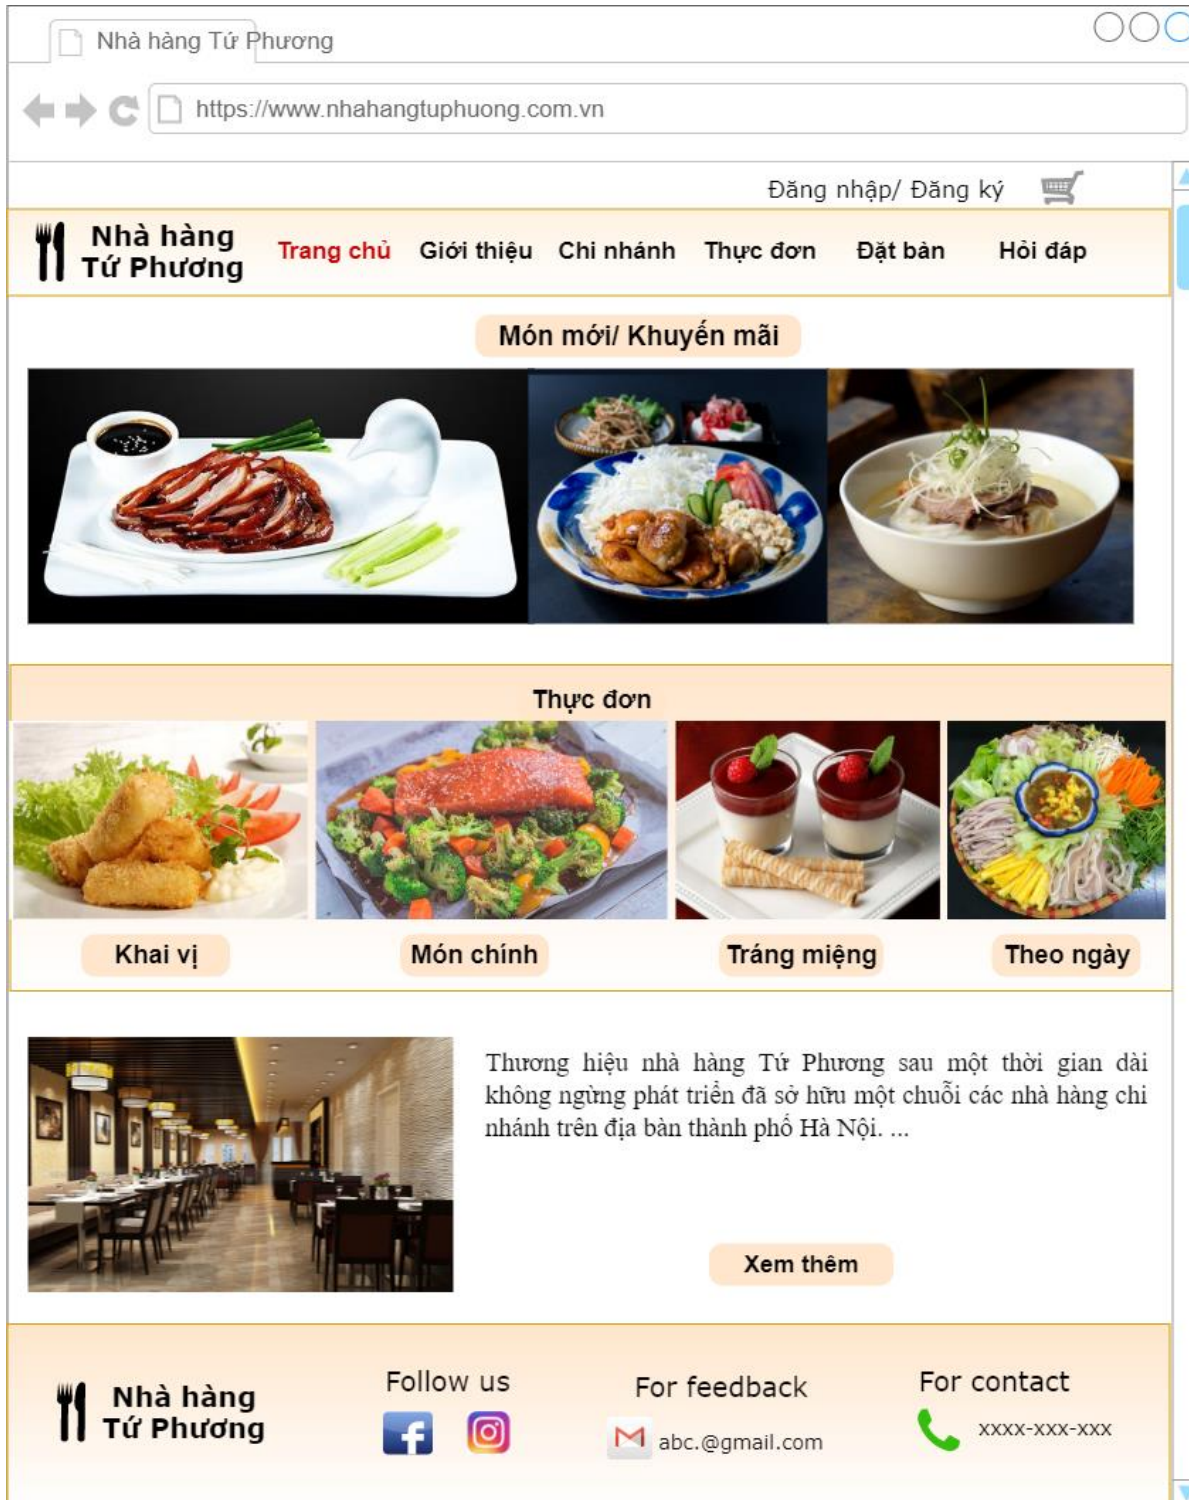 Nhà hàng Tứ Phương
https://www.nhahangtuphuong.com.vn
Đăng nhập/ Đăng ký
Nhà hàng
Tứ Phương
Trang chủ
Giới thiệu
Chi nhánh
Thực đơn
Đặt bàn
Hỏi đáp
Món mới/ Khuyến mãi
Thực đơn
Khai vị
Món chính
Tráng miệng
Theo ngày
Thương hiệu nhà hàng Tứ Phương sau một thời gian dài
không ngừng phát triển đã sở hữu một chuỗi các nhà hàng chi
nhánh trên địa bàn thành phố Hà Nội. ...
Xem thêm
Nhà hàng
Tứ Phương
Follow us
For feedback
abc.@gmail.com
For contact
xxxx-xxx-xxx